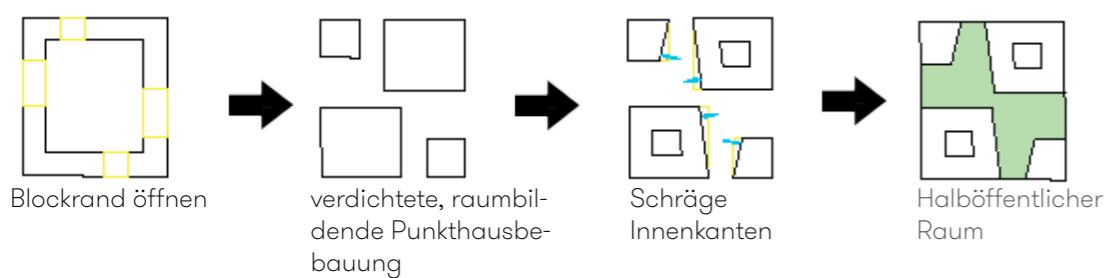 Blockrand öffnen
verdichtete, raumbil-
dende Punkthausbe-
bauung
Schräge
Innenkanten
Halböffentlicher
Raum